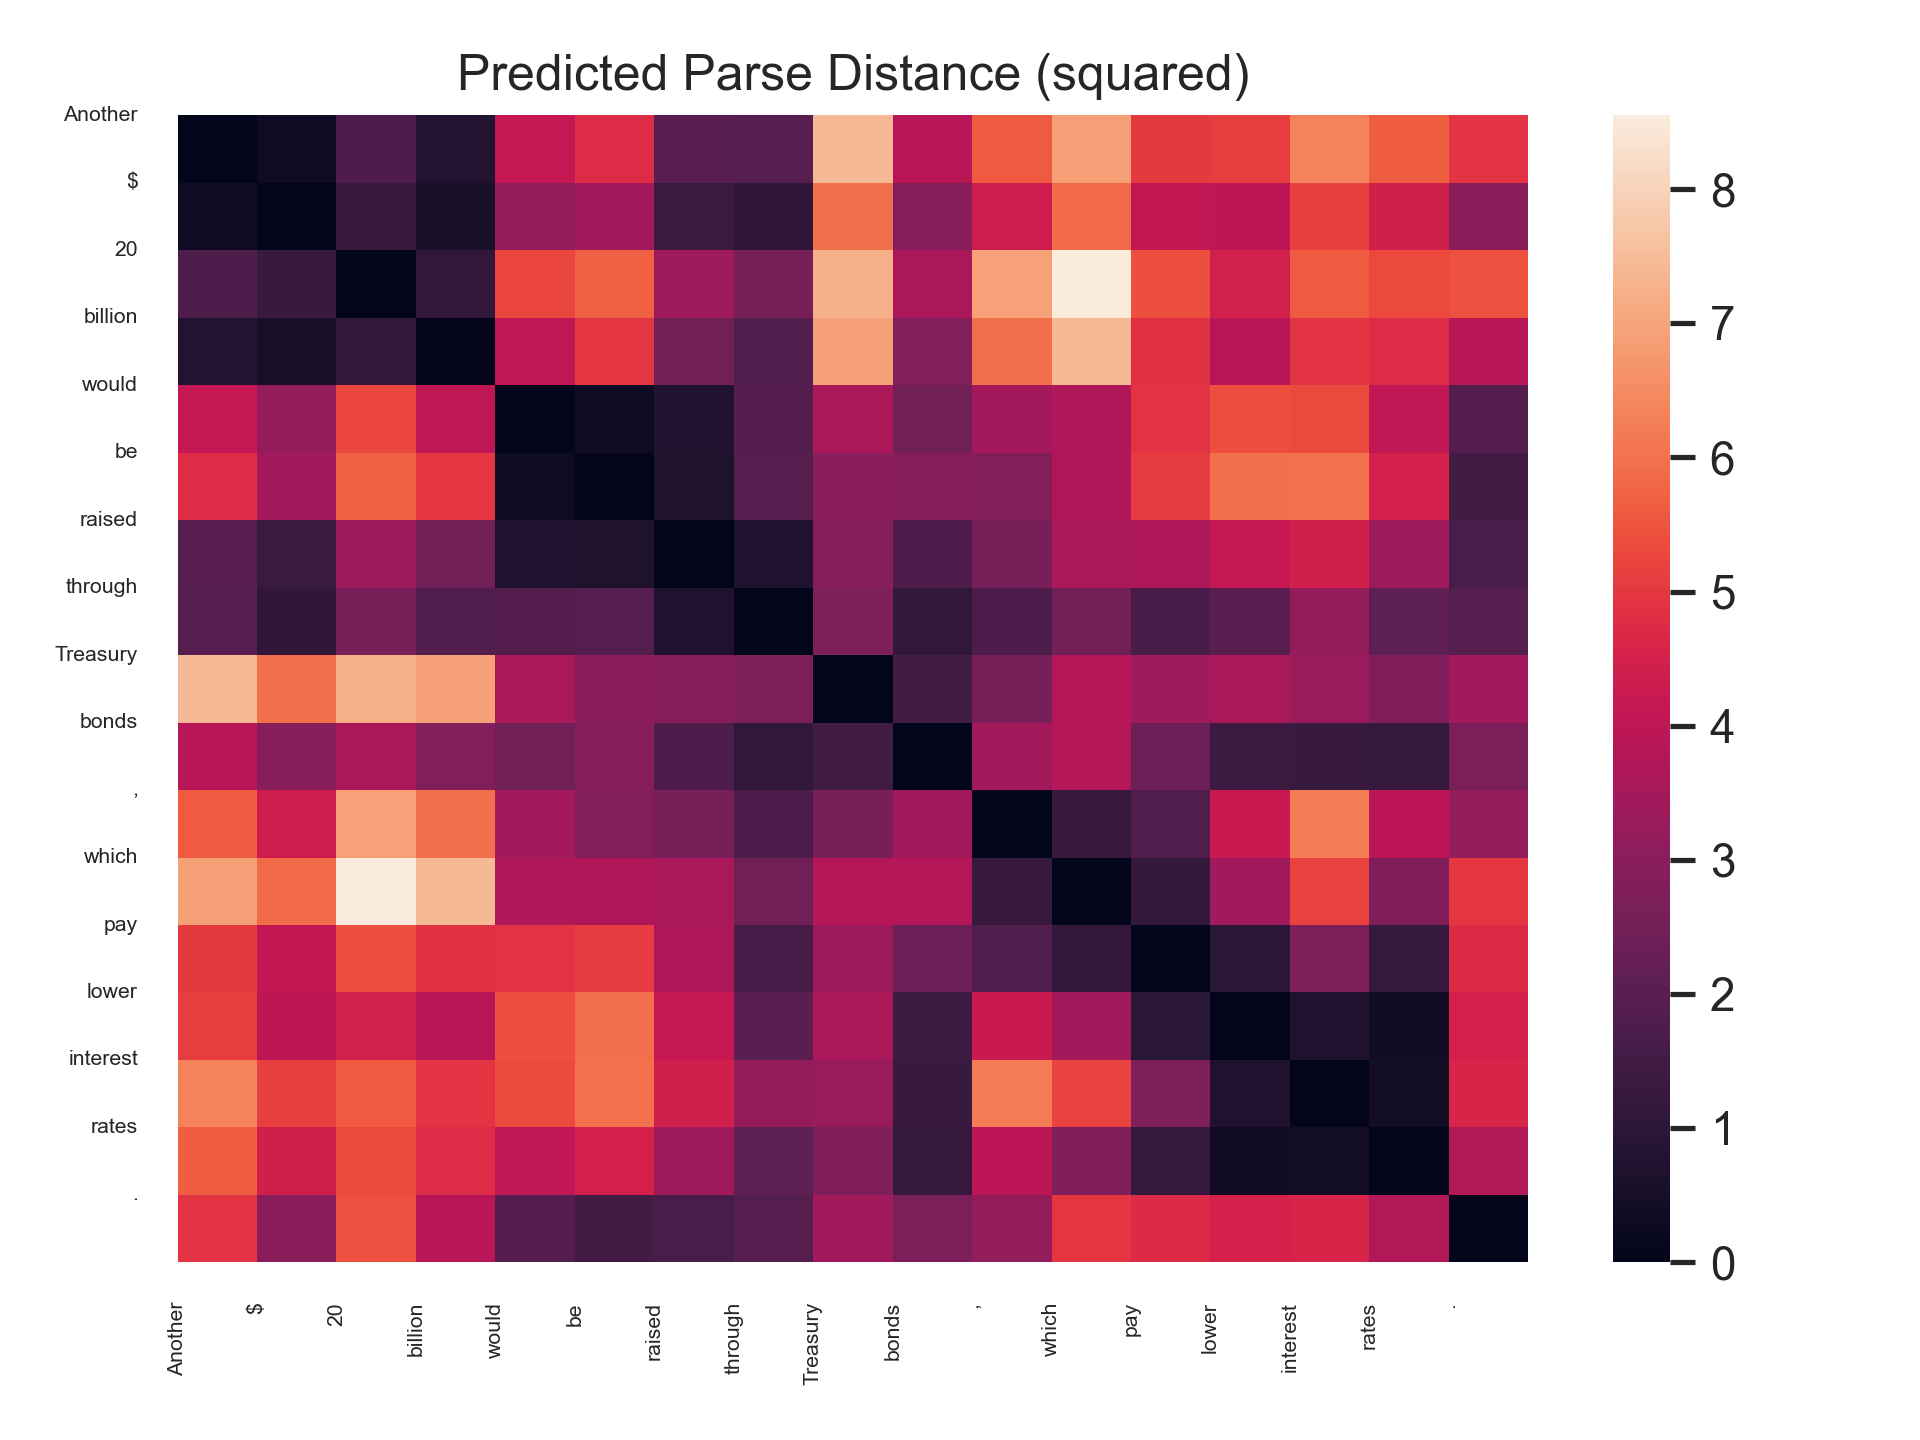 Predicted Parse Distance (squared)
Another
$
20
billion
would
be
raised
through
Treasury
bonds
,
which
pay
lower
interest
rates
.
8
7
6
5
4
3
2
1
0
Another
$
20
billion
would
be
raised
through
Treasury
bonds
,
which
pay
lower
interest
rates
.